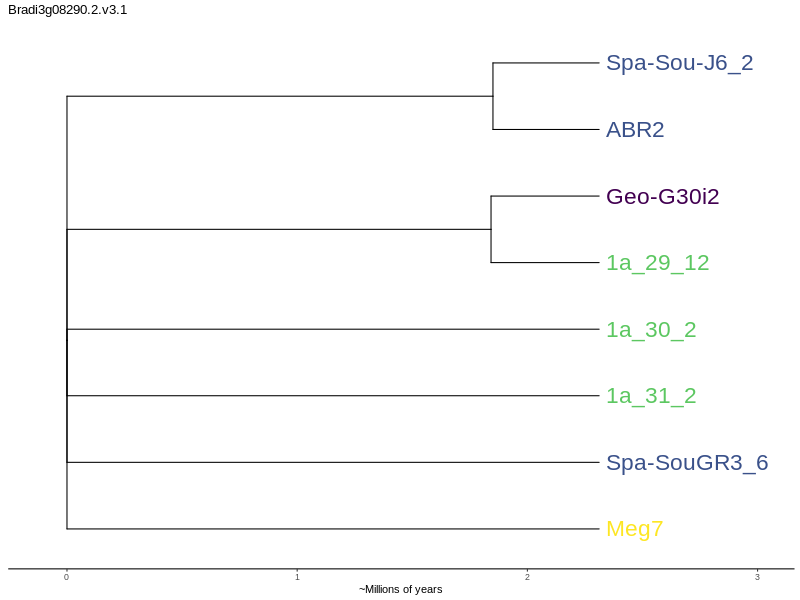 Bradi3g08290.2.v3.1
Spa-Sou-J6_2
ABR2
Geo-G30i2
1a_29_12
1a_30_2
1a_31_2
Spa-SouGR3_6
Meg7
0 1 2 3
~Millions of years